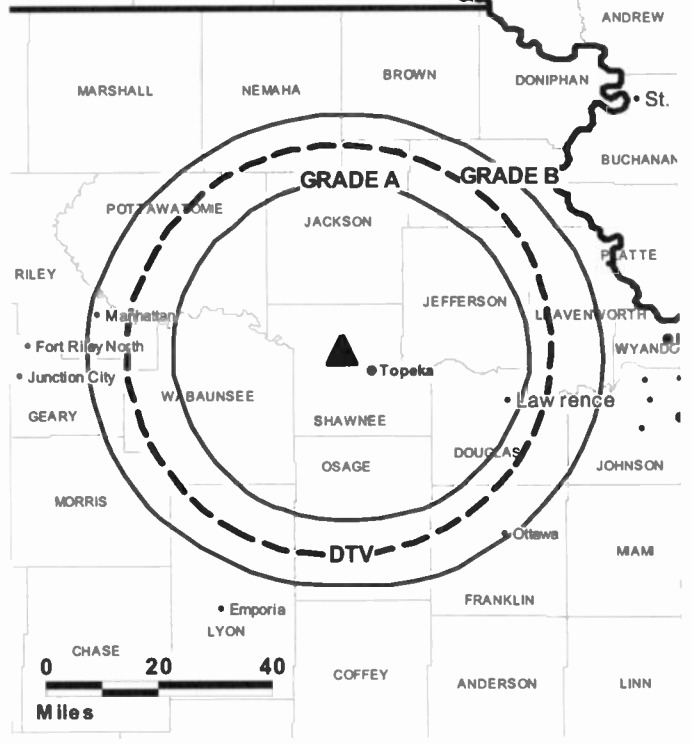 ANDREW
BROWN
DONIPHAN
MARSHALL
NEMAHA
St.
BUCHANAN
GRADE A
GRADE B
POTTAWATOMIE
JACKSON
PLATTE
RILEY
JEFFERSON
LEAVENWORTH
Manhattan
Fort Riley North
WYANDO
Topeka
Junction City
WABAUNSEE
Lawrence
GEARY
SHAWNEE
DOUGLAS
OSAGE
JOHNSON
MORRIS
Ottawa
DTV
MIAMI
FRANKLIN
Emporia
LYON
CHASE
0 20 40
COFFEY
ANDERSON
LINN
Miles